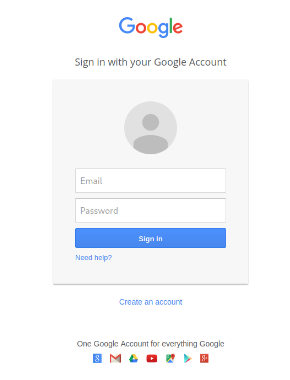 Google
Sign in with your Google Account
Email
Password
Sign in
Need help?
Create an account
One Google Account for everything Google